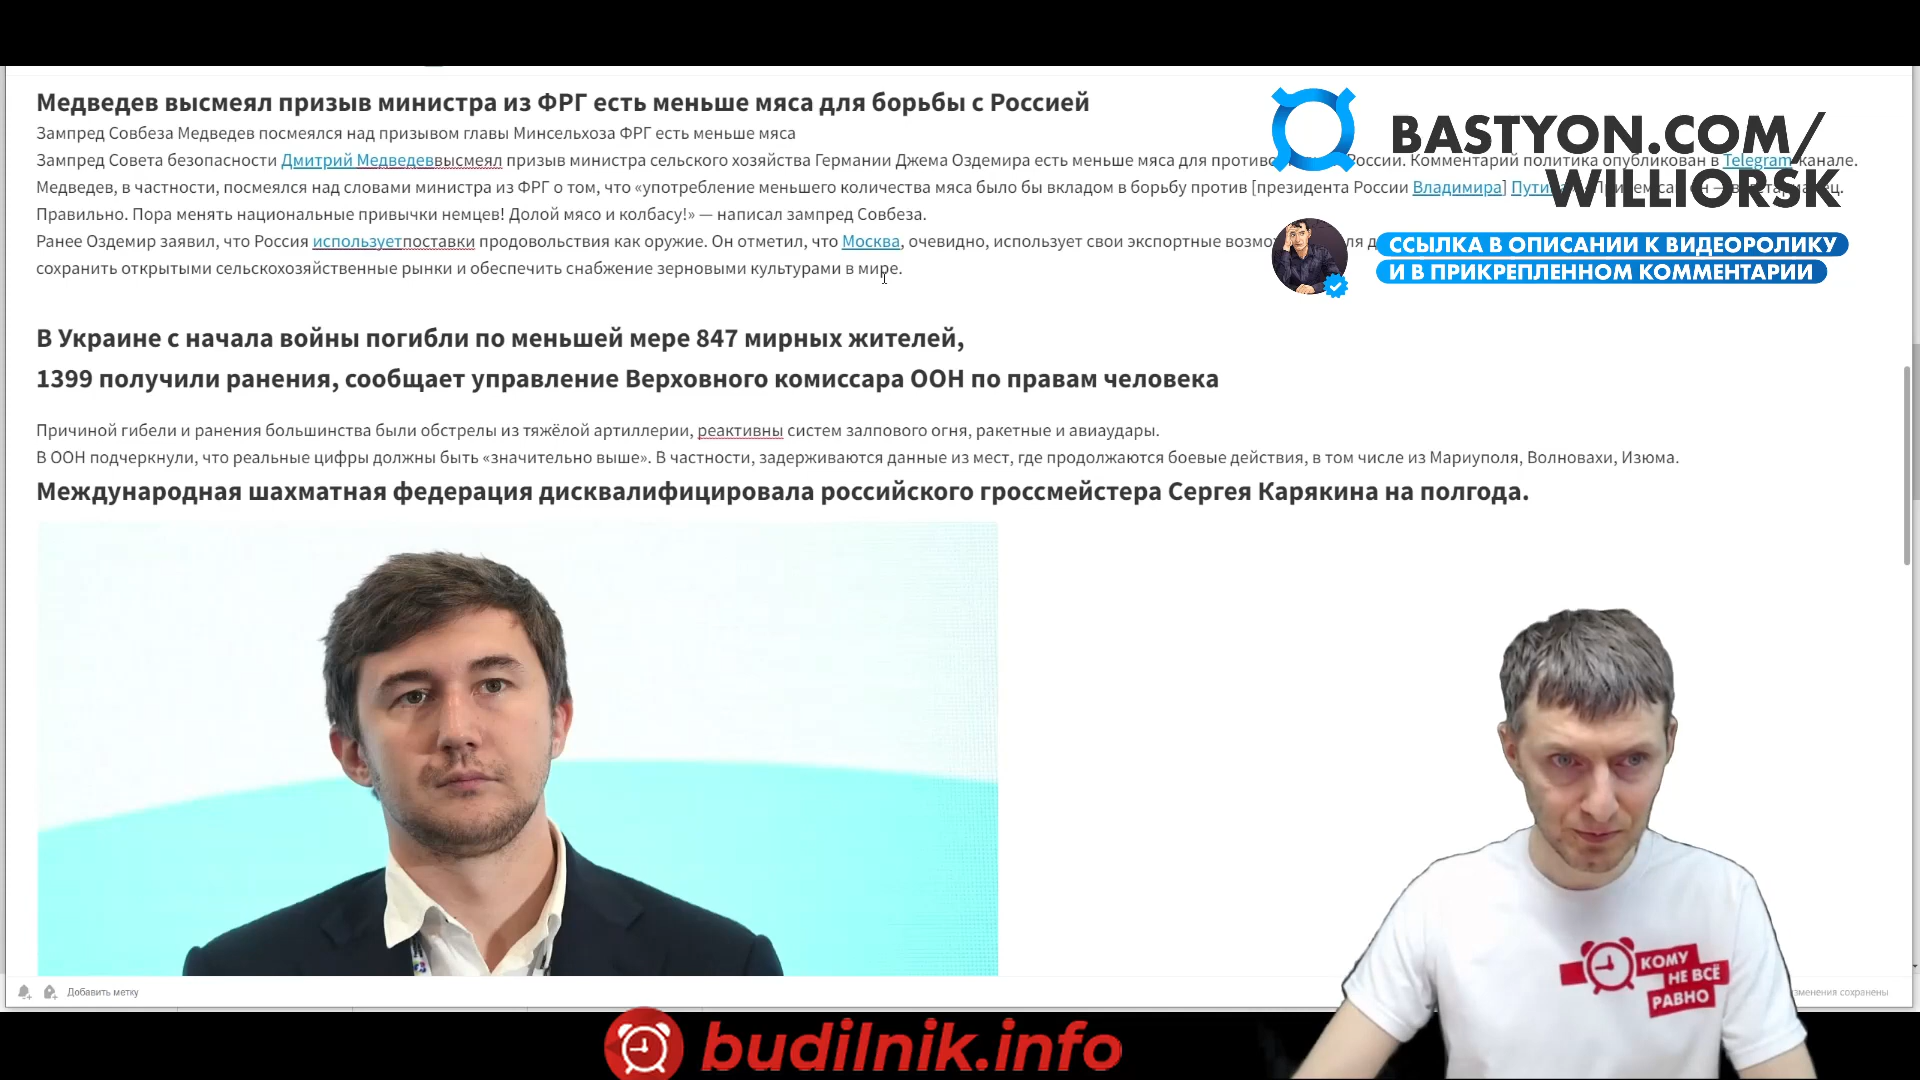 Медведев высмеял призыв министра из ФРГ есть меньше мяса для борьбы с Россией
Зампред Совбеза Медведев посмеялся над призывом главы Минсельхоза ФРГ есть меньше мяса
Зампред Совета безопасности Дмитрий Медведеввысмеял призыв министра сельского хозяйства Германии Джема Оздемира есть меньше мяса для России. Комментарий политика опубликован в Telegram-канале.
Медведев, в частности, посмеялся над словами министра из ФРГ о том, что «употребление меньшего количества мяса было бы вкладом в борьбу против [президента России Владимира] 
Правильно. Пора менять национальные привычки немцев! Долой мясо и колбасу!» — написал зампред Совбеза.
Ранее Оздемир заявил, что Россия используетпоставки продовольствия как оружие. Он отметил, что Москва, очевидно, использует свои экспортные
сохранить открытыми сельскохозяйственные рынки и обеспечить снабжение зерновыми культурами в мире.
BASTYON.COM/
WILLIORSK
ССЫЛКА В ОПИСАНИИ К ВИДЕОРОЛИКУ
И В ПРИКРЕПЛЕННОМ КОММЕНТАРИИ
В Украине с начала войны погибли по меньшей мере 847 мирных жителей,
1399 получили ранения, сообщает управление Верховного комиссара ООН по правам человека
Причиной гибели и ранения большинства были обстрелы из тяжёлой артиллерии, реактивны систем залпового огня, ракетные и авиаудары.
В ООН подчеркнули, что реальные цифры должны быть «значительно выше». В частности, задерживаются данные из мест, где продолжаются боевые действия, в том числе из Мариуполя, Волновахи, Изюма.
Международная шахматная федерация дисквалифицировала российского гроссмейстера Сергея Карякина на полгода.
КОМУ
НЕ ВСЁ
РАВНО
Добавить метку
сохранены
budilnik.info